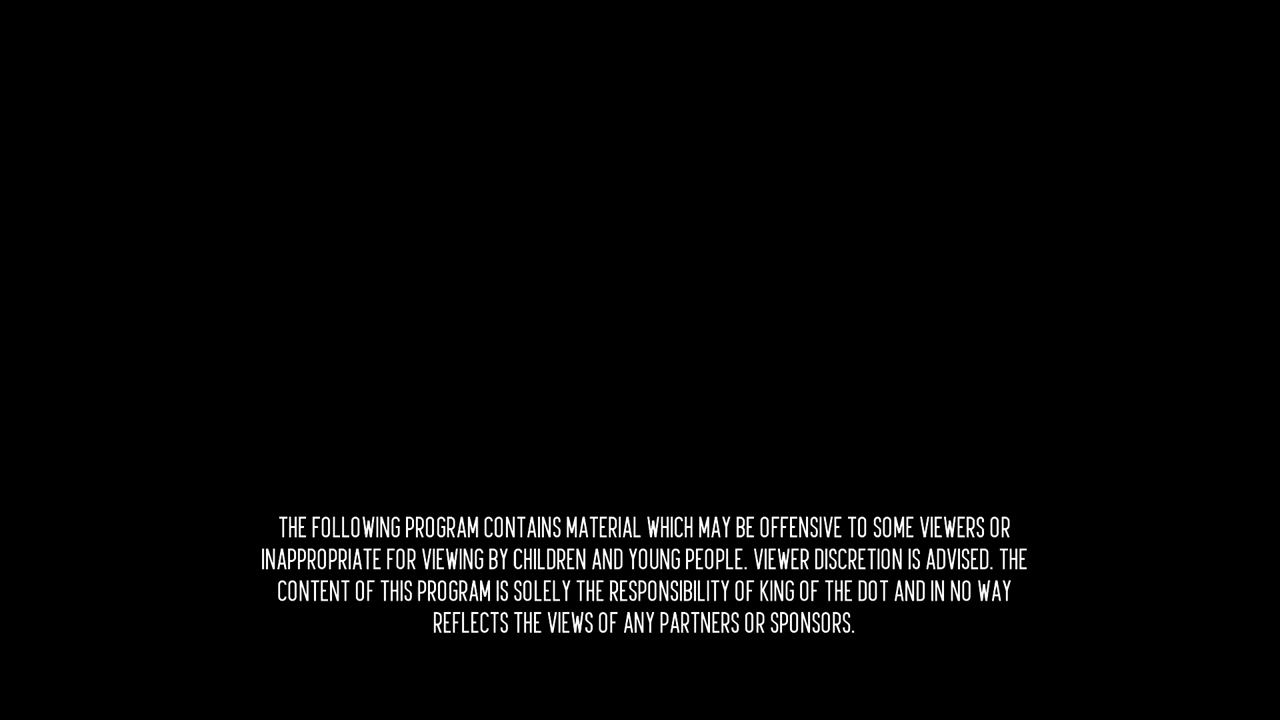 THE FOLLOWING PROGRAM CONTAINS MATERIAL WHICH MAY BE OFFENSIVE TO SOME VIEWERS OR
INAPPROPRIATE FOR VIEWING BY CHILDREN AND YOUNG PEOPLE. VIEWER DISCRETION IS ADVISED. THE
CONTENT OF THIS PROGRAM IS SOLELY THE RESPONSIBILITY OF KING OF THE DOT AND IN NO WAY
REFLECTS THE VIEWS OF ANY PARTNERS OR SPONSORS.